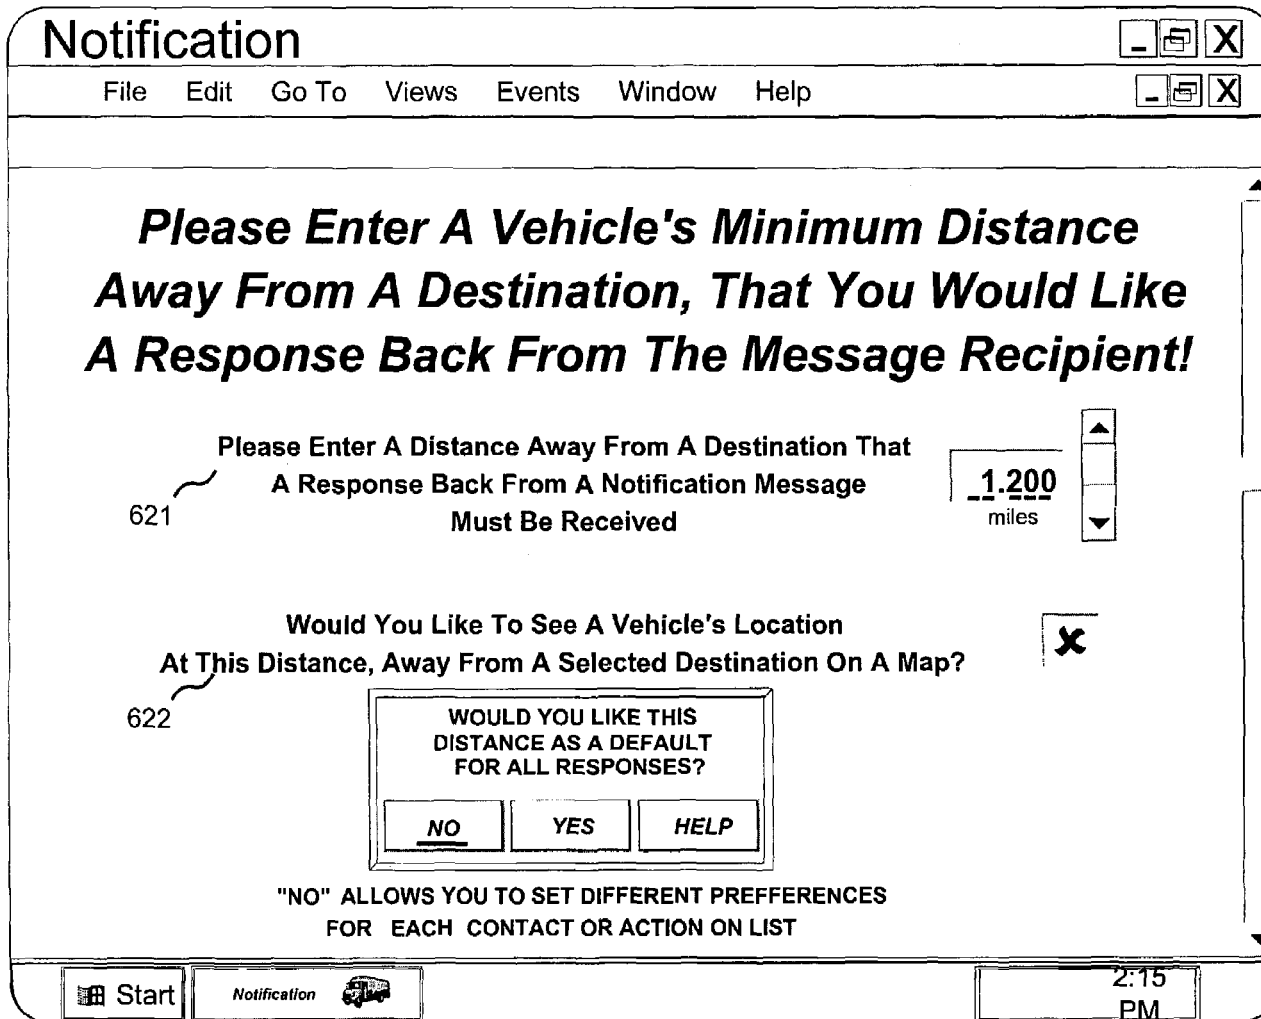 Notification
File Edit Go To Views Events Window Help
Please Enter A Vehicle's Minimum Distance
Away From A Destination, That You Would Like
A Response Back From The Message Recipient!
Please Enter A Distance Away From A Destination That
A Response Back From A Notification Message
Must Be Received
1.200
miles
621
Would You Like To See A Vehicle's Location
At This Distance, Away From A Selected Destination On A Map?
622
WOULD YOU LIKE THIS
DISTANCE AS A DEFAULT
FOR ALL RESPONSES?
NO YES HELP
"NO" ALLOWS YOU TO SET DIFFERENT PREFFERENCES
FOR EACH CONTACT OR ACTION ON LIST
Start Notification 2:15
PM